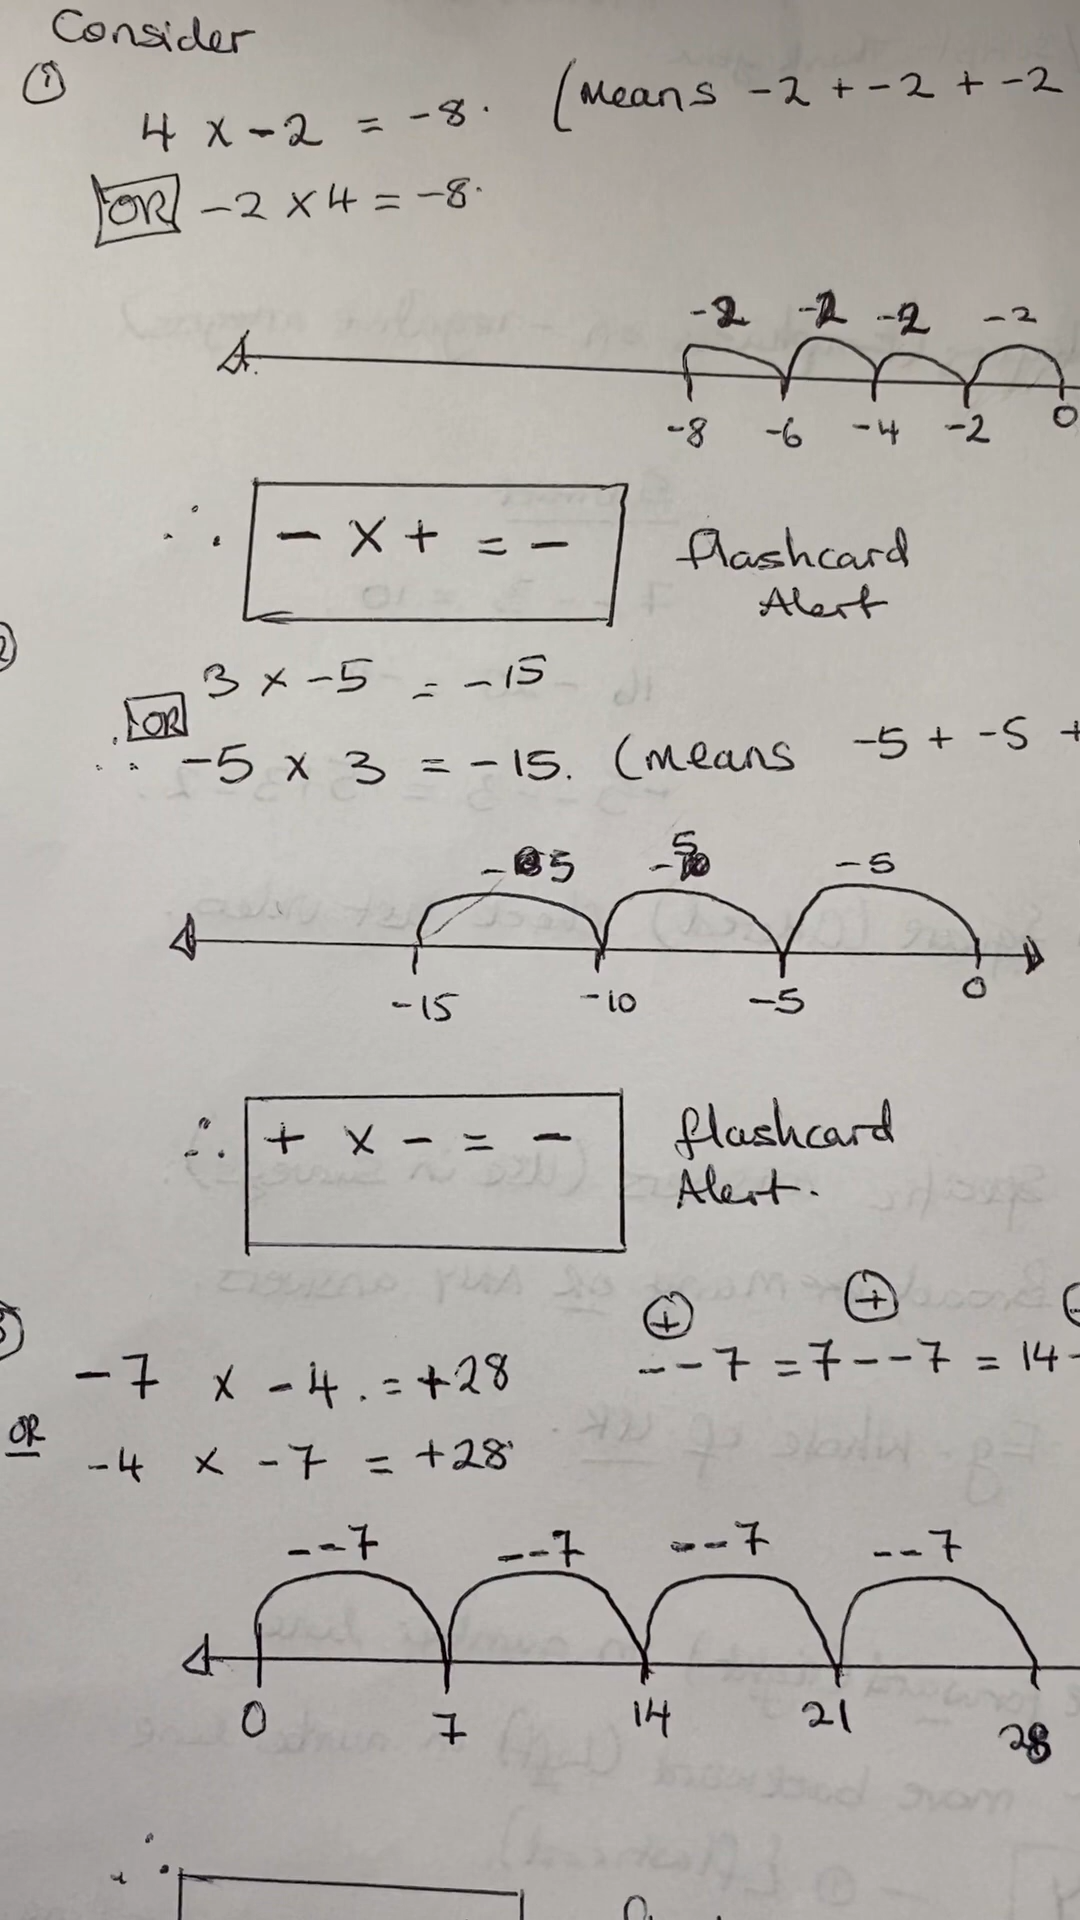 Consider
① 4 x -2 = -8. (Means -2 + -2 + -2
OR -2 x 4 = -8.
-2 -2 -2 -2
-8 -6 -4 -2 0
∴ - x + = - flashcard
Alert
2 3 x -5 = -15
OR
∴ -5 x 3 = -15. (Means -5 + -5 +
-5 -5 -5
-15 -10 -5 0
∴ + x - = - flashcard
Alert.
+ +
-7 x -4 . = +28 --7 = 7--7 = 14-
OR -4 x -7 = +28
--7 --7 --7 --7
0 7 14 21 28
∴